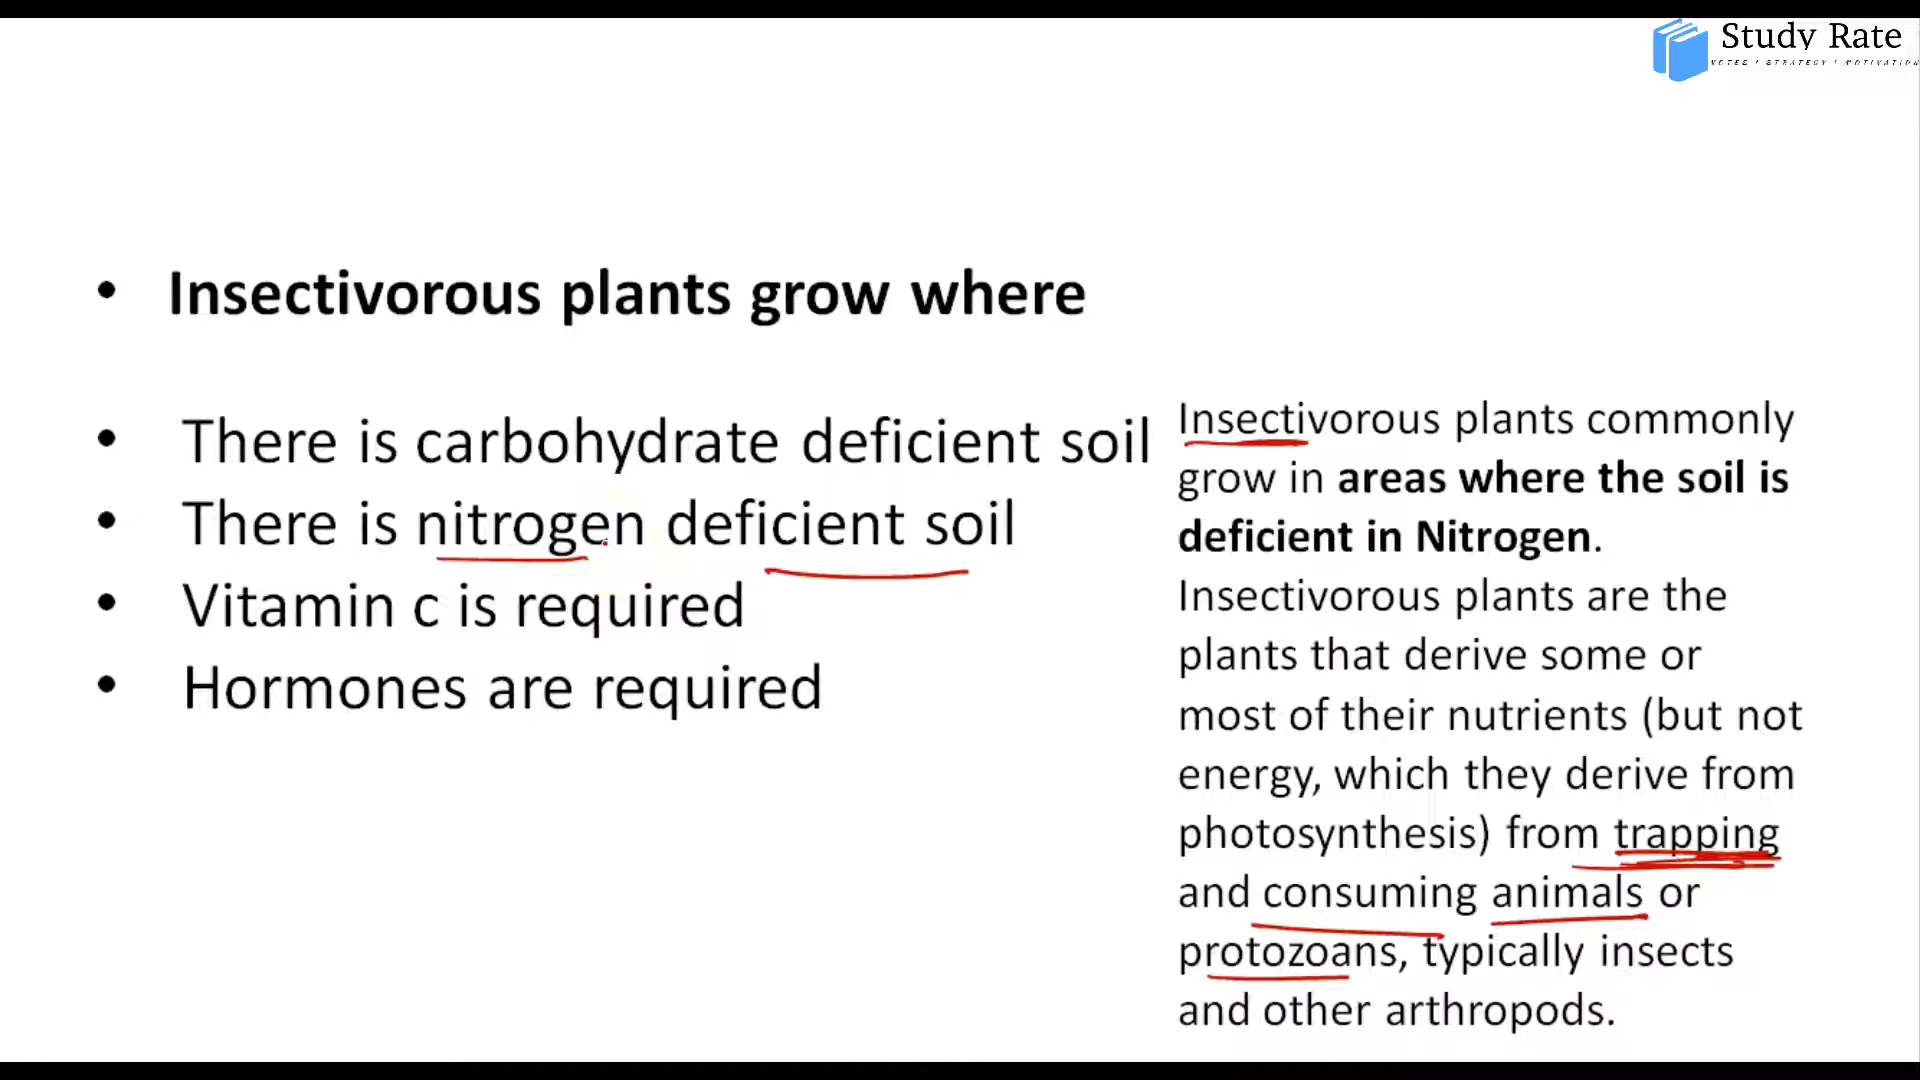 Study Rate
NOTES / STRATEGY / MOTIVATION
• Insectivorous plants grow where
• There is carbohydrate deficient soil
• There is nitrogen deficient soil
• Vitamin c is required
• Hormones are required
Insectivorous plants commonly
grow in areas where the soil is
deficient in Nitrogen.
Insectivorous plants are the
plants that derive some or
most of their nutrients (but not
energy, which they derive from
photosynthesis) from trapping
and consuming animals or
protozoans, typically insects
and other arthropods.